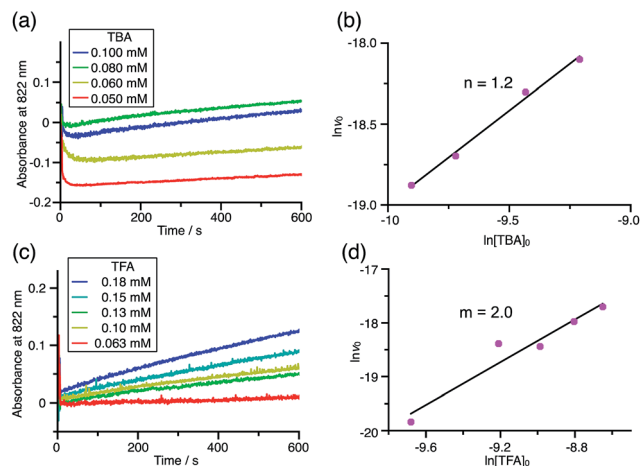 (a)
TBA
0.100 mM
0.080 mM
0.060 mM
0.050 mM
0.1
0
-0.1
-0.2
Absorbance at 822 nm
0
200
400
600
Time / s
(b)
-18.0
-18.5
-19.0
lnv₀
n = 1.2
-10
-9.5
-9.0
ln[TBA]₀
(c)
TFA
0.18 mM
0.15 mM
0.13 mM
0.10 mM
0.063 mM
0.2
0.1
0
Absorbance at 822 nm
0
200
400
600
Time / s
(d)
-17
-18
-19
-20
lnv₀
m = 2.0
-9.6
-9.2
-8.8
ln[TFA]₀